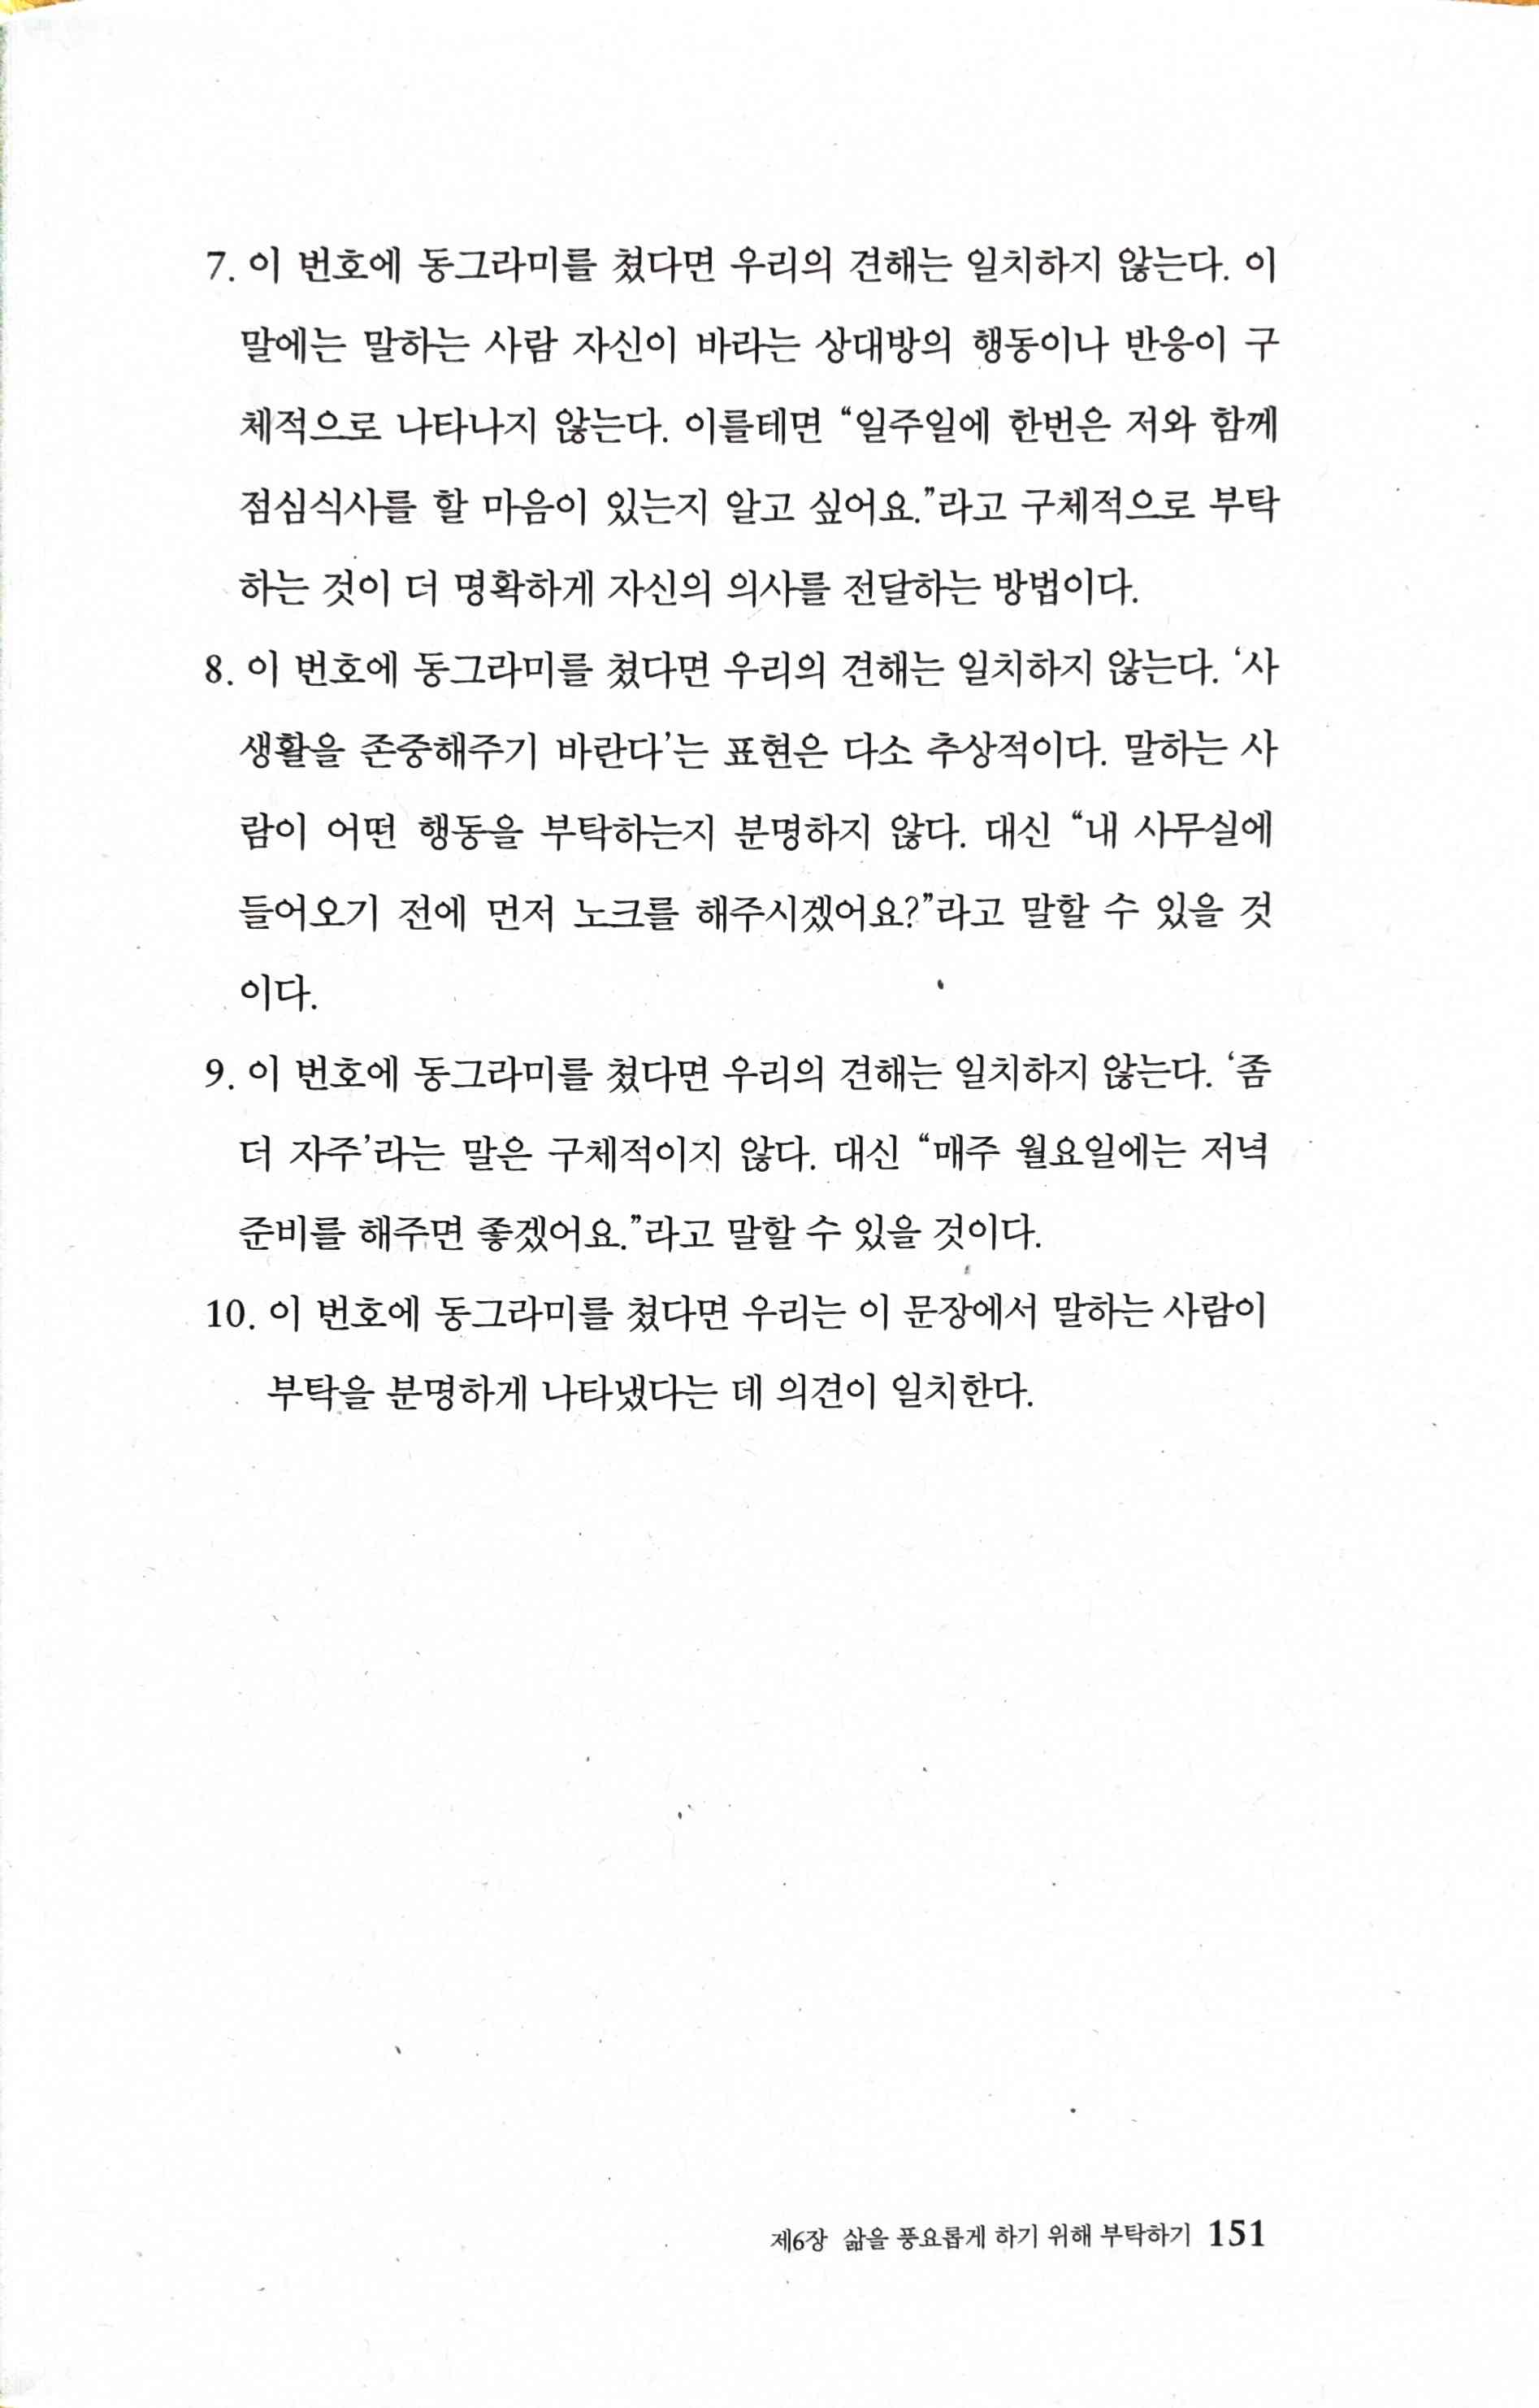 7. 이 번호에 동그라미를 쳤다면 우리의 견해는 일치하지 않는다. 이
말에는 말하는 사람 자신이 바라는 상대방의 행동이나 반응이 구
체적으로 나타나지 않는다. 이를테면 “일주일에 한번은 저와 함께
점심식사를 할 마음이 있는지 알고 싶어요.”라고 구체적으로 부탁
하는 것이 더 명확하게 자신의 의사를 전달하는 방법이다.
8. 이 번호에 동그라미를 쳤다면 우리의 견해는 일치하지 않는다. ‘사
생활을 존중해주기 바란다’는 표현은 다소 추상적이다. 말하는 사
람이 어떤 행동을 부탁하는지 분명하지 않다. 대신 “내 사무실에
들어오기 전에 먼저 노크를 해주시겠어요?”라고 말할 수 있을 것
이다.
9. 이 번호에 동그라미를 쳤다면 우리의 견해는 일치하지 않는다. ‘좀
더 자주’라는 말은 구체적이지 않다. 대신 “매주 월요일에는 저녁
준비를 해주면 좋겠어요.”라고 말할 수 있을 것이다.
10. 이 번호에 동그라미를 쳤다면 우리는 이 문장에서 말하는 사람이
부탁을 분명하게 나타냈다는 데 의견이 일치한다.
제6장 삶을 풍요롭게 하기 위해 부탁하기 151